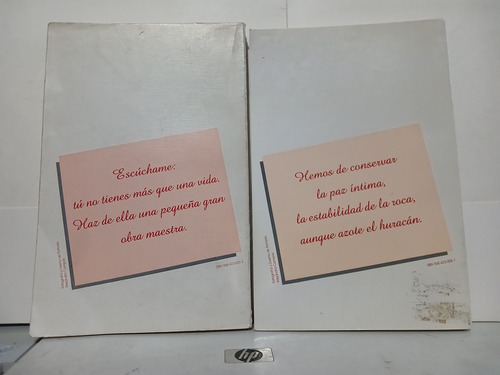 Escúchame:
tú no tienes más que una vida.
Haz de ella una pequeña gran
obra maestra.
Hemos de conservar
la paz íntima,
la estabilidad de la roca,
aunque azote el huracán.
hp